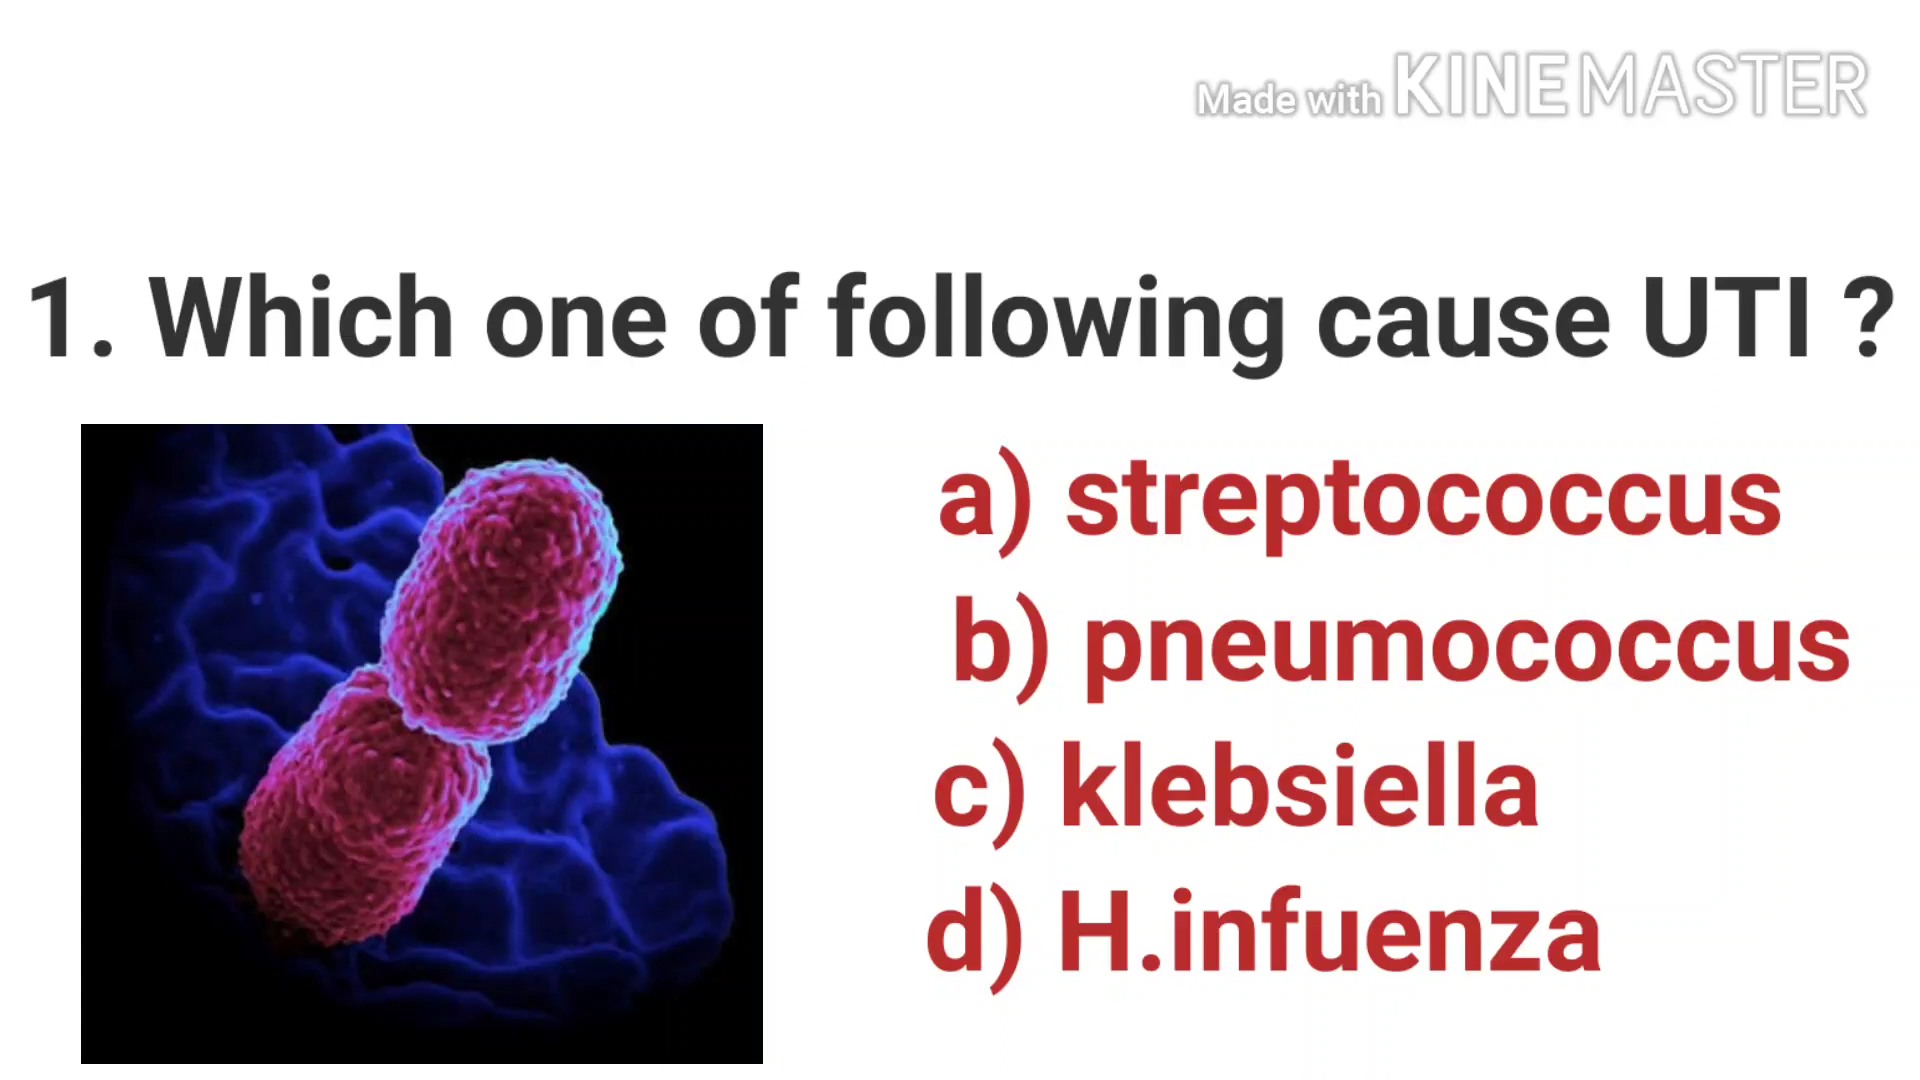 Made with KINEMASTER
1. Which one of following cause UTI ?
a) streptococcus
b) pneumococcus
c) klebsiella
d) H.infuenza